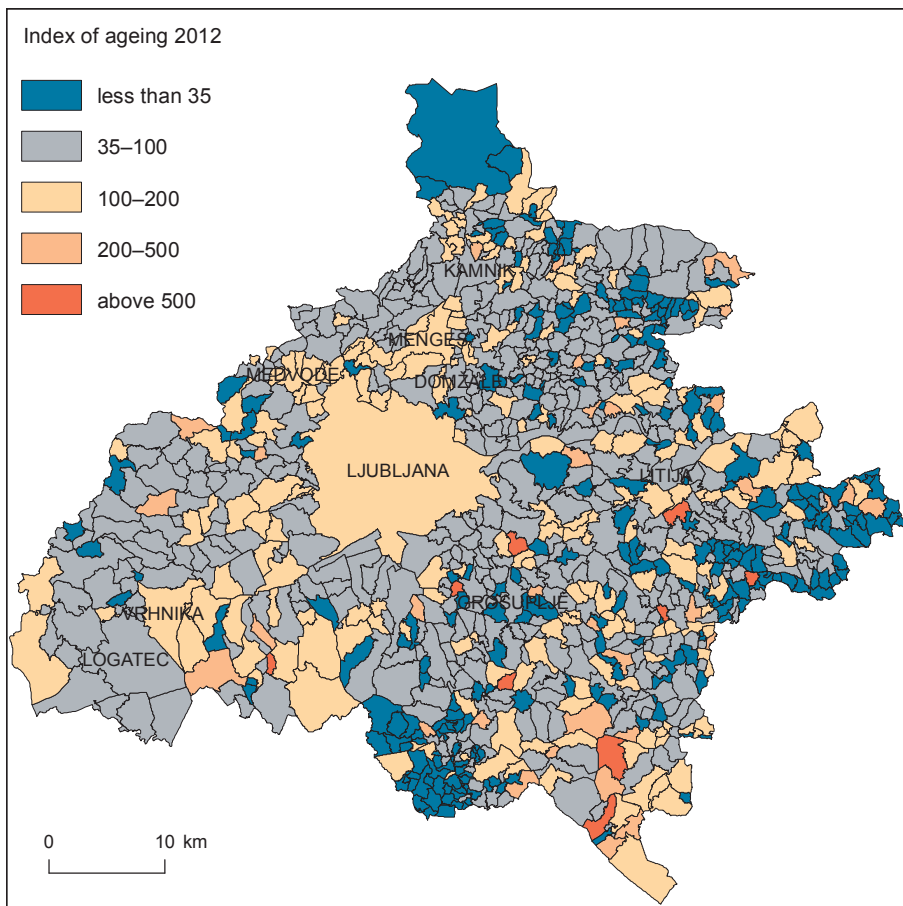 Index of ageing 2012
less than 35
35–100
100–200
200–500
above 500
KAMNIK
MENGEŠ
MEDVODE
DOMŽALE
LJUBLJANA
LITIJA
GROSUPLJE
VRHNIKA
LOGATEC
0 10 km